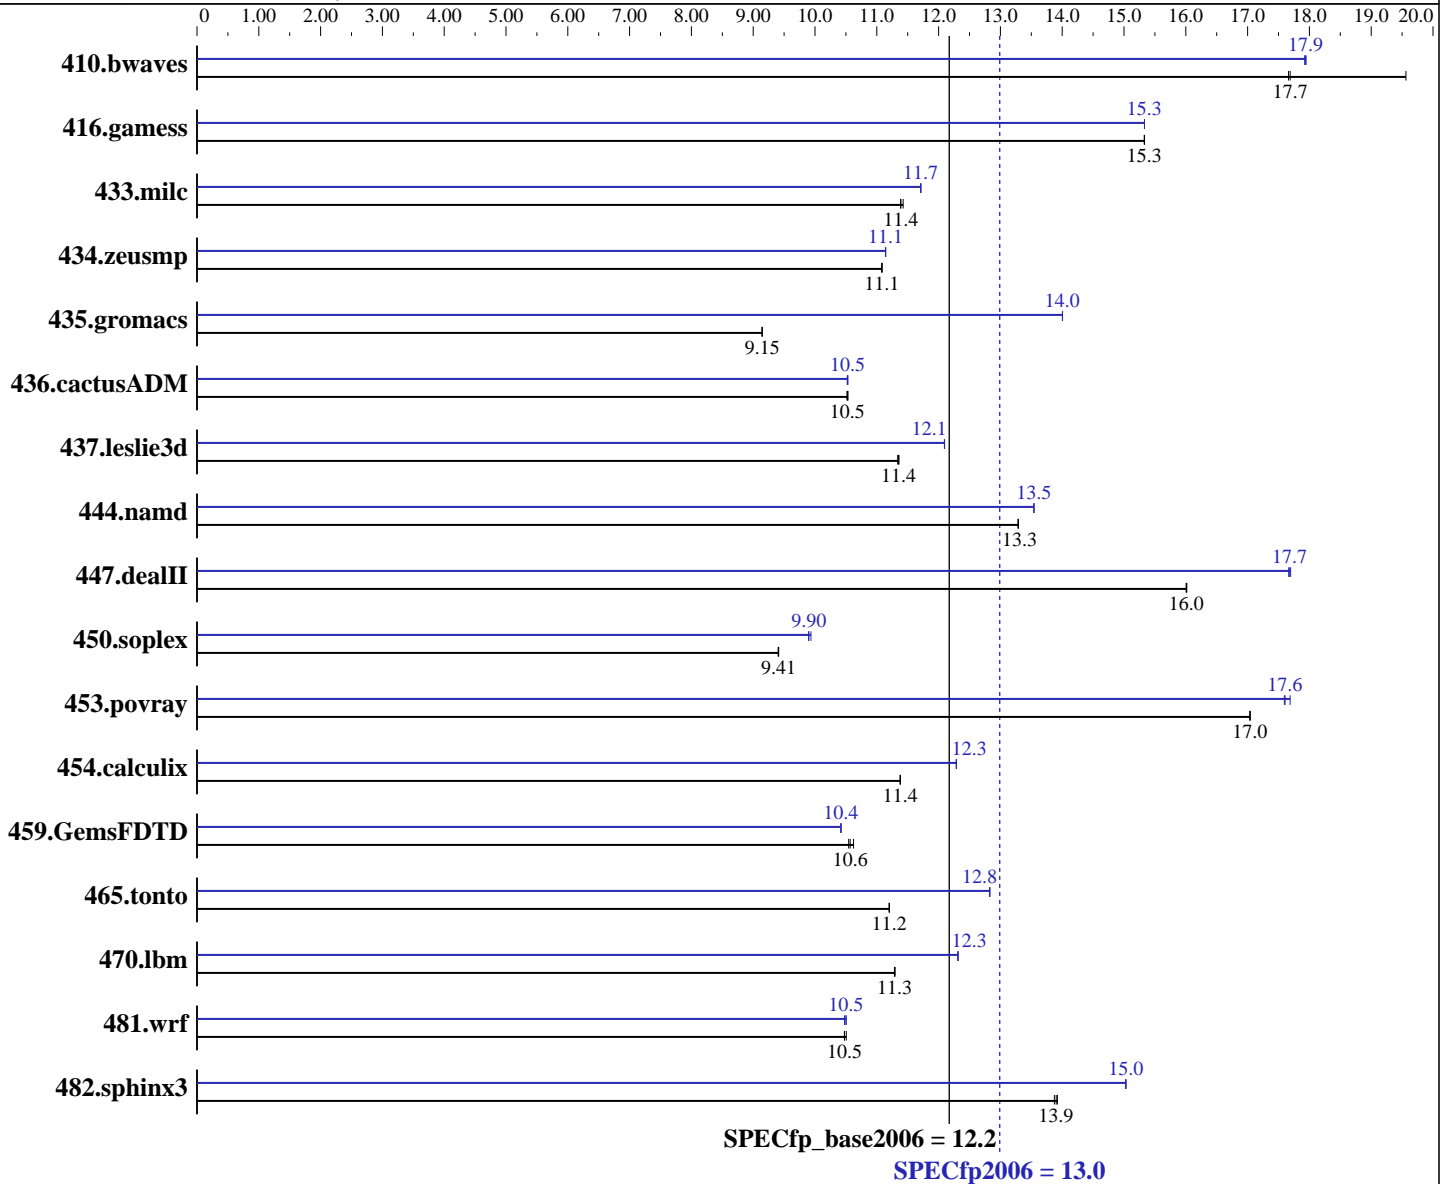 0 1.00 2.00 3.00 4.00 5.00 6.00 7.00 8.00 9.00 10.0 11.0 12.0 13.0 14.0 15.0 16.0 17.0 18.0 19.0 20.0
410.bwaves 17.9
17.7
416.gamess 15.3
15.3
433.milc 11.7
11.4
434.zeusmp 11.1
11.1
435.gromacs 14.0
9.15
436.cactusADM 10.5
10.5
437.leslie3d 12.1
11.4
444.namd 13.5
13.3
447.dealII 17.7
16.0
450.soplex 9.90
9.41
453.povray 17.6
17.0
454.calculix 12.3
11.4
459.GemsFDTD 10.4
10.6
465.tonto 12.8
11.2
470.lbm 12.3
11.3
481.wrf 10.5
10.5
482.sphinx3 15.0
13.9
SPECfp_base2006 = 12.2
SPECfp2006 = 13.0